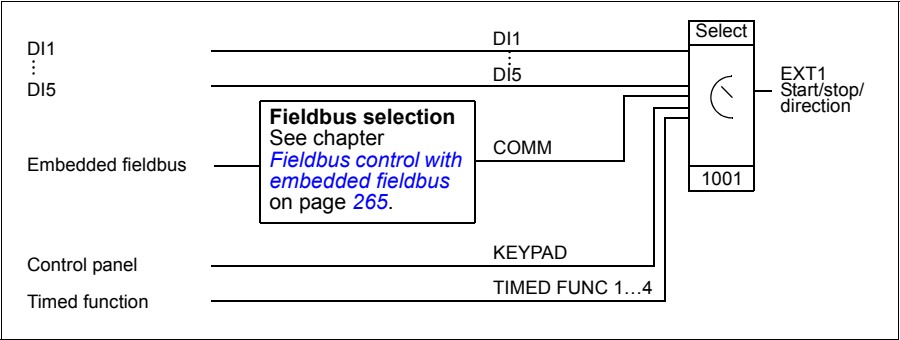 DI1
DI5
Embedded fieldbus
Control panel
Timed function
Fieldbus selection
See chapter
Fieldbus control with
embedded fieldbus
on page 265.
DI1
DI5
COMM
KEYPAD
TIMED FUNC 1…4
Select
1001
EXT1
Start/stop/
direction